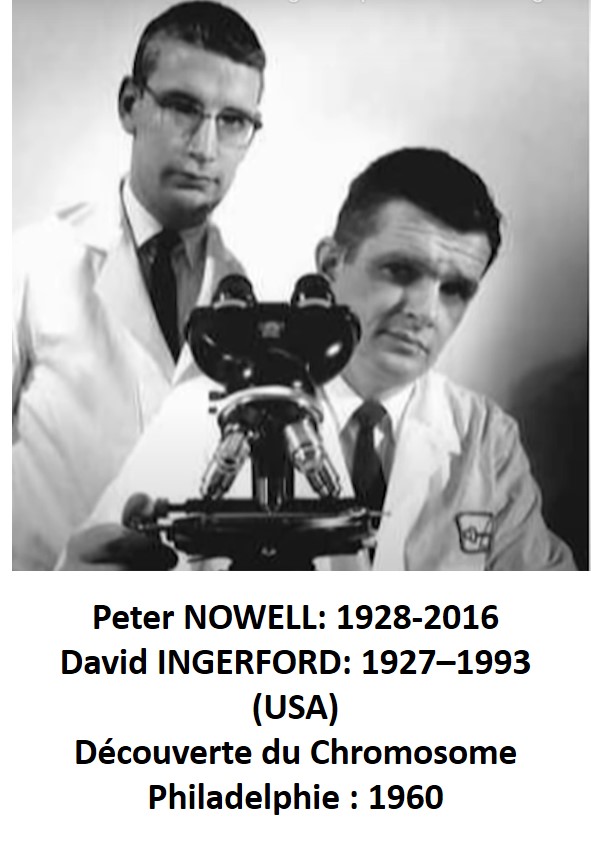 Peter NOWELL: 1928-2016
David INGERFORD: 1927–1993
(USA)
Découverte du Chromosome
Philadelphie : 1960